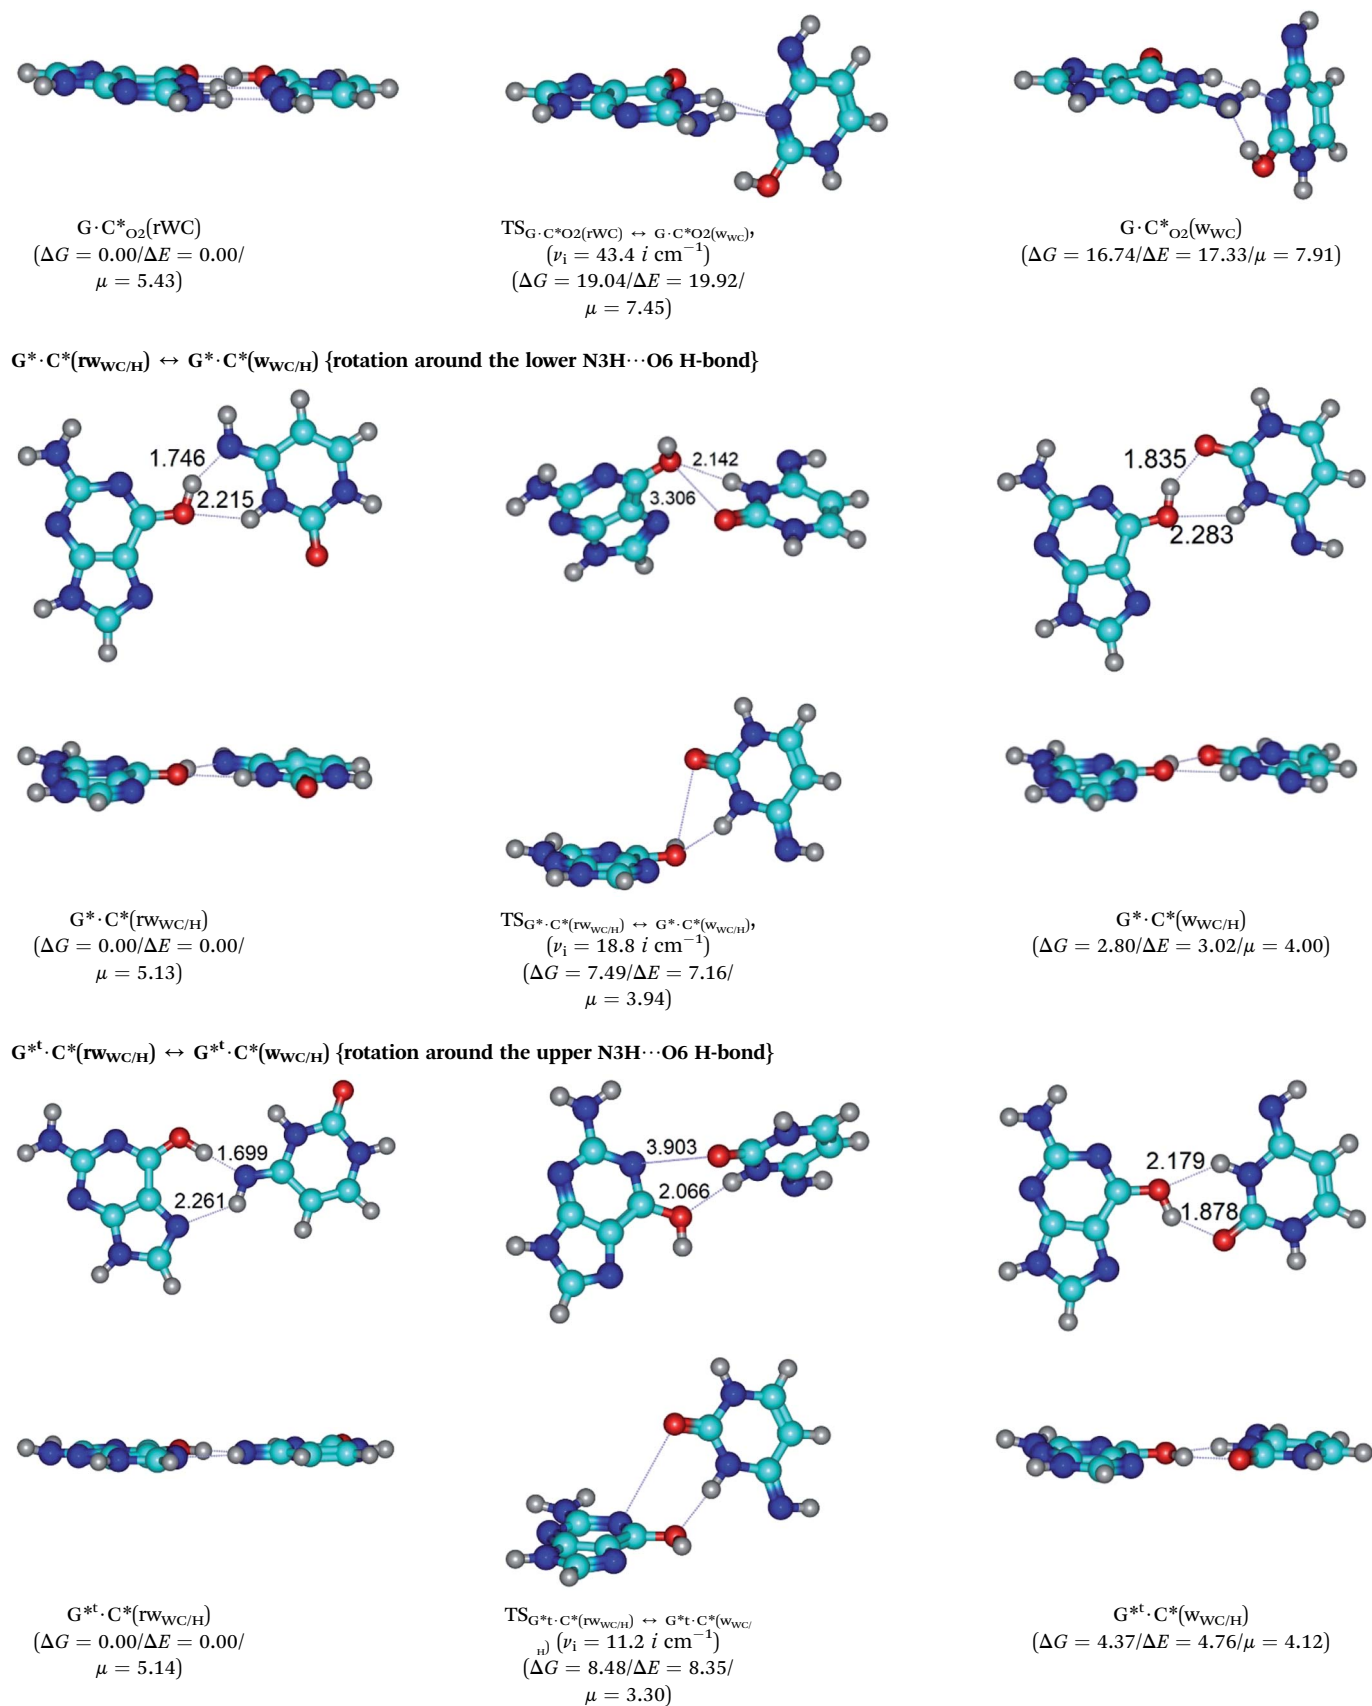 G·C*O2(rWC)
(ΔG = 0.00/ΔE = 0.00/
μ = 5.43)
TSG·C*O2(rWC) ↔ G·C*O2(wWC),
(νi = 43.4 i cm−1)
(ΔG = 19.04/ΔE = 19.92/
μ = 7.45)
G·C*O2(wWC)
(ΔG = 16.74/ΔE = 17.33/μ = 7.91)
G*·C*(rwWC/H) ↔ G*·C*(wWC/H) {rotation around the lower N3H···O6 H-bond}
1.746
2.215
2.142
3.306
1.835
2.283
G*·C*(rwWC/H)
(ΔG = 0.00/ΔE = 0.00/
μ = 5.13)
TSG*·C*(rwWC/H) ↔ G*·C*(wWC/H),
(νi = 18.8 i cm−1)
(ΔG = 7.49/ΔE = 7.16/
μ = 3.94)
G*·C*(wWC/H)
(ΔG = 2.80/ΔE = 3.02/μ = 4.00)
G*t·C*(rwWC/H) ↔ G*t·C*(wWC/H) {rotation around the upper N3H···O6 H-bond}
1.699
2.261
3.903
2.066
2.179
1.878
G*t·C*(rwWC/H)
(ΔG = 0.00/ΔE = 0.00/
μ = 5.14)
TSG*t·C*(rwWC/H) ↔ G*t·C*(wWC/
H) (νi = 11.2 i cm−1)
(ΔG = 8.48/ΔE = 8.35/
μ = 3.30)
G*t·C*(wWC/H)
(ΔG = 4.37/ΔE = 4.76/μ = 4.12)